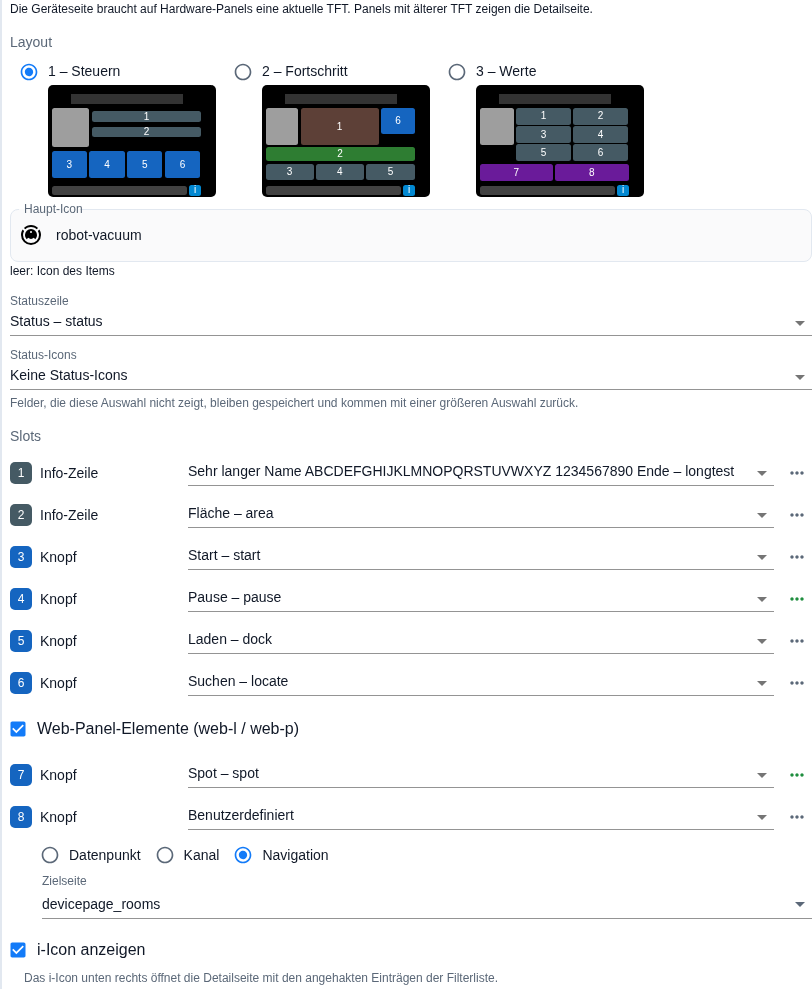 Die Geräteseite braucht auf Hardware-Panels eine aktuelle TFT. Panels mit älterer TFT zeigen die Detailseite.
Layout
1 – Steuern
2 – Fortschritt
3 – Werte
1
2
3 4 5 6
i
1
6
2
3 4 5
i
1 2
3 4
5 6
7 8
i
Haupt-Icon
robot-vacuum
leer: Icon des Items
Statuszeile
Status – status
Status-Icons
Keine Status-Icons
Felder, die diese Auswahl nicht zeigt, bleiben gespeichert und kommen mit einer größeren Auswahl zurück.
Slots
1 Info-Zeile Sehr langer Name ABCDEFGHIJKLMNOPQRSTUVWXYZ 1234567890 Ende – longtest
2 Info-Zeile Fläche – area
3 Knopf Start – start
4 Knopf Pause – pause
5 Knopf Laden – dock
6 Knopf Suchen – locate
Web-Panel-Elemente (web-l / web-p)
7 Knopf Spot – spot
8 Knopf Benutzerdefiniert
Datenpunkt Kanal Navigation
Zielseite
devicepage_rooms
i-Icon anzeigen
Das i-Icon unten rechts öffnet die Detailseite mit den angehakten Einträgen der Filterliste.